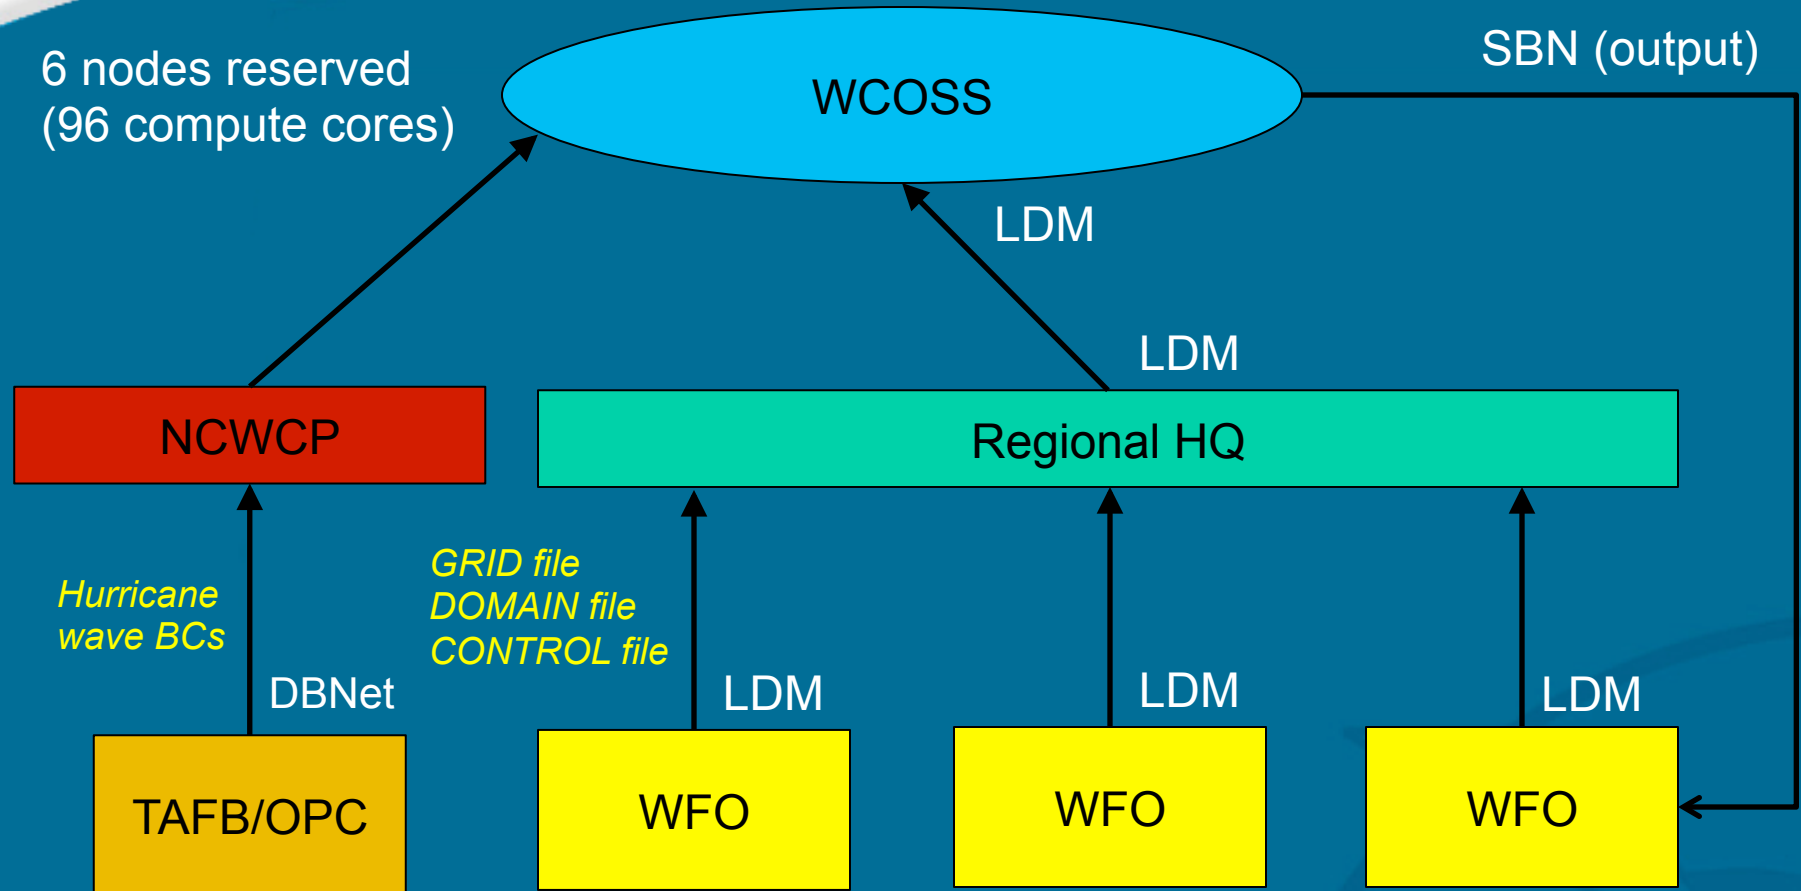 6 nodes reserved
(96 compute cores)
WCOSS
SBN (output)
LDM
LDM
NCWCP
Regional HQ
Hurricane
wave BCs
GRID file
DOMAIN file
CONTROL file
DBNet
LDM
LDM
LDM
TAFB/OPC
WFO
WFO
WFO